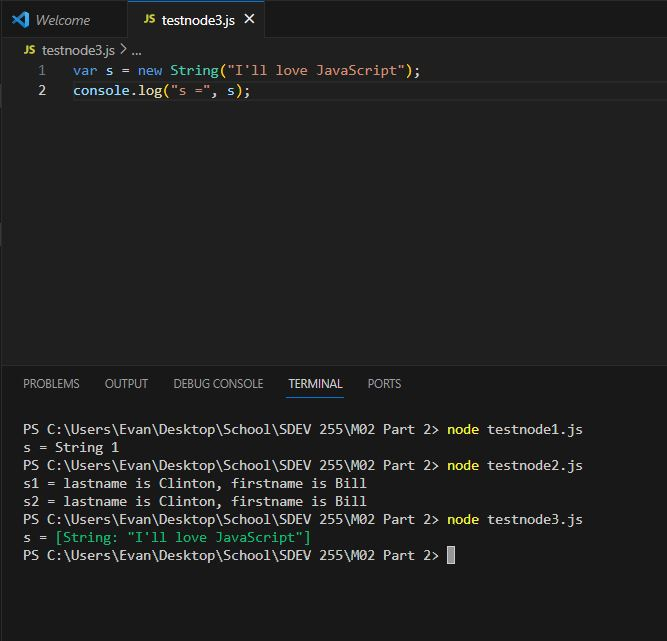 Welcome
JS testnode3.js ×
JS testnode3.js > ...
1 var s = new String("I'll love JavaScript");
2 console.log("s =", s);
PROBLEMS OUTPUT DEBUG CONSOLE TERMINAL PORTS
PS C:\Users\Evan\Desktop\School\SDEV 255\M02 Part 2> node testnode1.js
s = String 1
PS C:\Users\Evan\Desktop\School\SDEV 255\M02 Part 2> node testnode2.js
s1 = lastname is Clinton, firstname is Bill
s2 = lastname is Clinton, firstname is Bill
PS C:\Users\Evan\Desktop\School\SDEV 255\M02 Part 2> node testnode3.js
s = [String: "I'll love JavaScript"]
PS C:\Users\Evan\Desktop\School\SDEV 255\M02 Part 2>